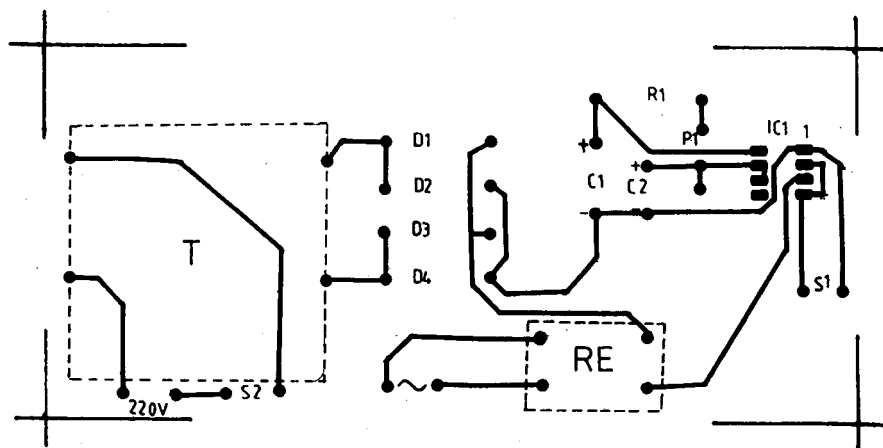 R1
IC1 1
P1
D1
+
D2
+
C1 C2
D3
-
T
D4
S1
RE
~
S2
220V